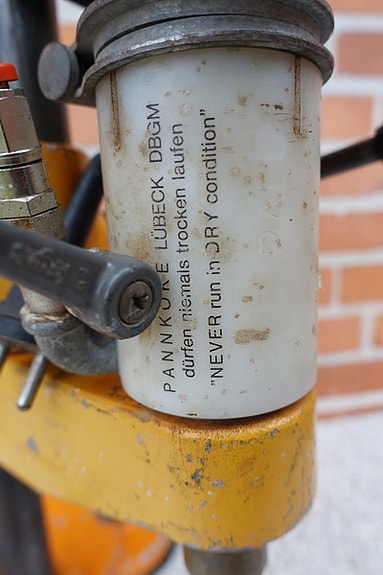 PANNKOKE LÜBECK DBGM
dürfen niemals trocken laufen
"NEVER run in DRY condition"